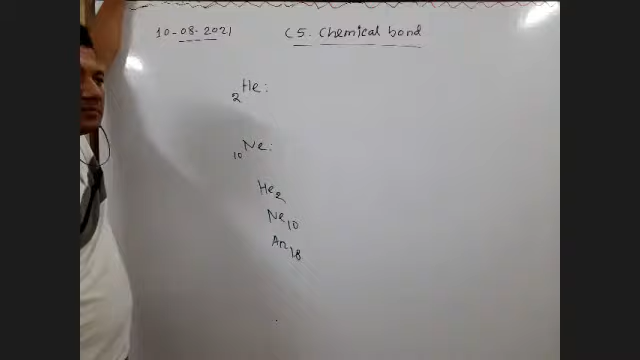 10-08-2021 C5. Chemical bond
2He:
10Ne:
He2
Ne10
Ar18